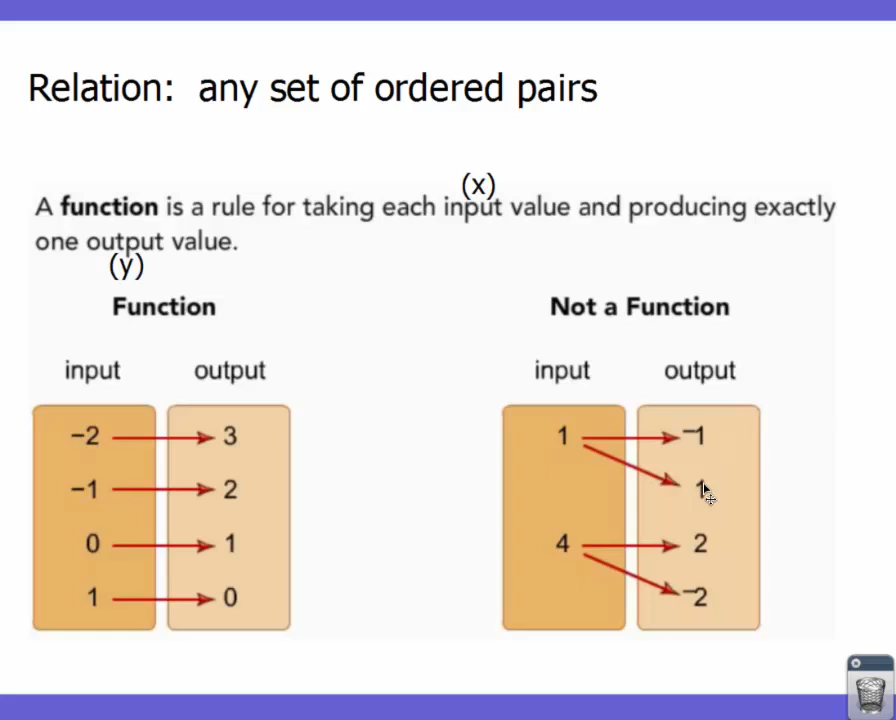 Relation: any set of ordered pairs
(x)
A function is a rule for taking each input value and producing exactly
one output value.
(y)
Function
Not a Function
input output
input output
−2 3
−1 2
0 1
1 0
1 −1
1
4 2
−2